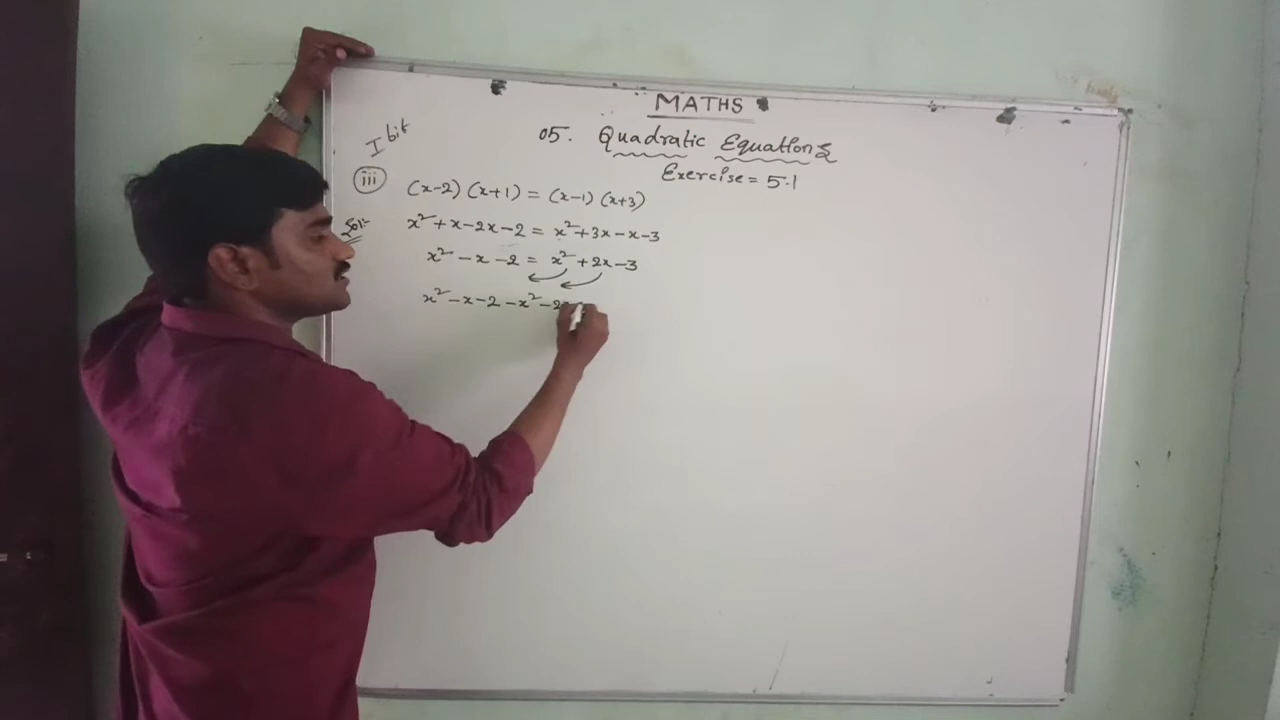 MATHS
05. Quadratic Equations
Exercise = 5.1
I bit
iii (x-2) (x+1) = (x-1) (x+3)
Sol:- x²+x-2x-2 = x²+3x-x-3
x²-x-2 = x²+2x-3
x²-x-2-x²-2x